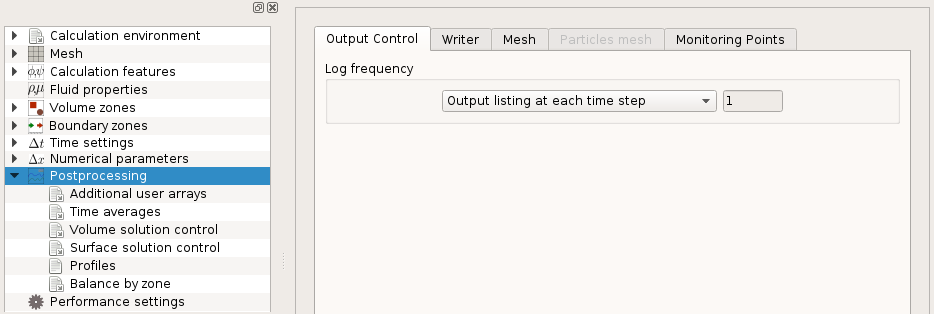 Calculation environment
Mesh
φ,ψ Calculation features
ρ,μ Fluid properties
Volume zones
Boundary zones
Δt Time settings
Δx Numerical parameters
Postprocessing
Additional user arrays
Time averages
Volume solution control
Surface solution control
Profiles
Balance by zone
Performance settings
Output Control Writer Mesh Particles mesh Monitoring Points
Log frequency
Output listing at each time step 1